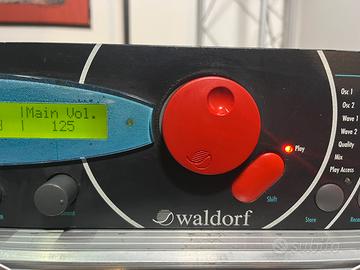 Main Vol.
125
Osc 1
Osc 2
Wave 1
Wave 2
Quality
Mix
Play Access
Play
Shift
Store
waldorf
subito